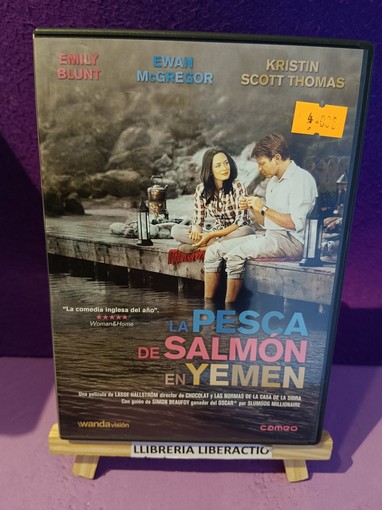 EMILY BLUNT
EWAN McGREGOR
KRISTIN SCOTT THOMAS
"La comedia inglesa del año".
★★★★★
Woman&Home
LA PESCA
DE SALMÓN
EN YEMEN
Una película de LASSE HALLSTRÖM director de CHOCOLAT y LAS NORMAS DE LA CASA DE LA SIDRA
Con guión de SIMON BEAUFOY ganador del OSCAR® por SLUMDOG MILLIONAIRE
wandavisión
cameo
LLIBRERIA LIBERACTIO